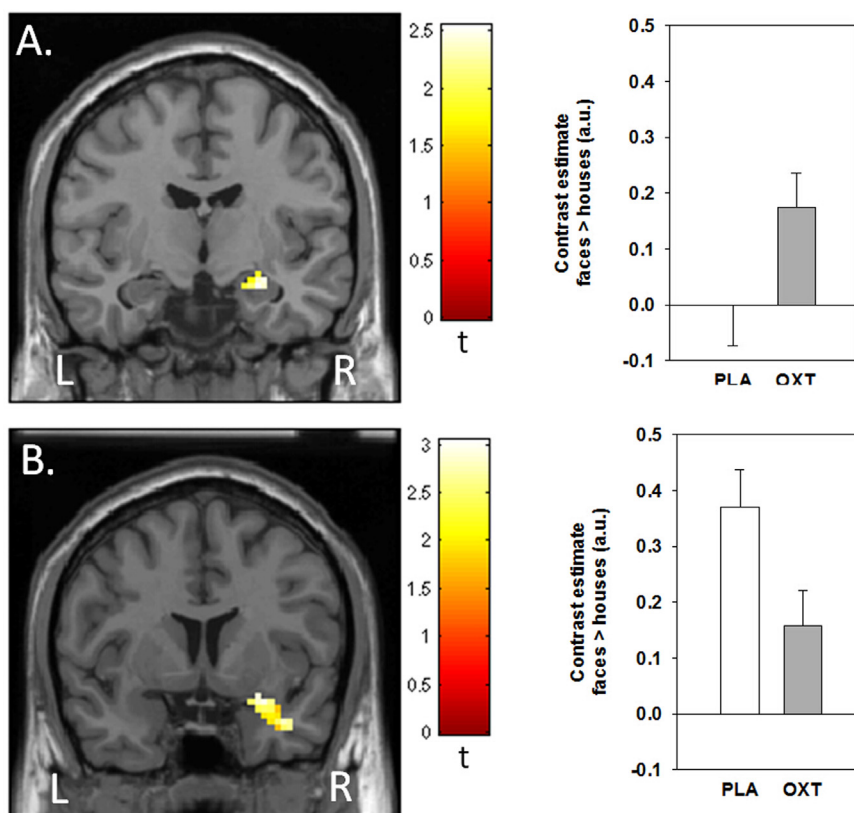 A.
2.5
2
1.5
1
0.5
0
t
L
R
Contrast estimate
faces > houses (a.u.)
0.5
0.4
0.3
0.2
0.1
0.0
-0.1
PLA OXT
B.
3
2.5
2
1.5
1
0.5
0
t
L
R
Contrast estimate
faces > houses (a.u.)
0.5
0.4
0.3
0.2
0.1
0.0
-0.1
PLA OXT